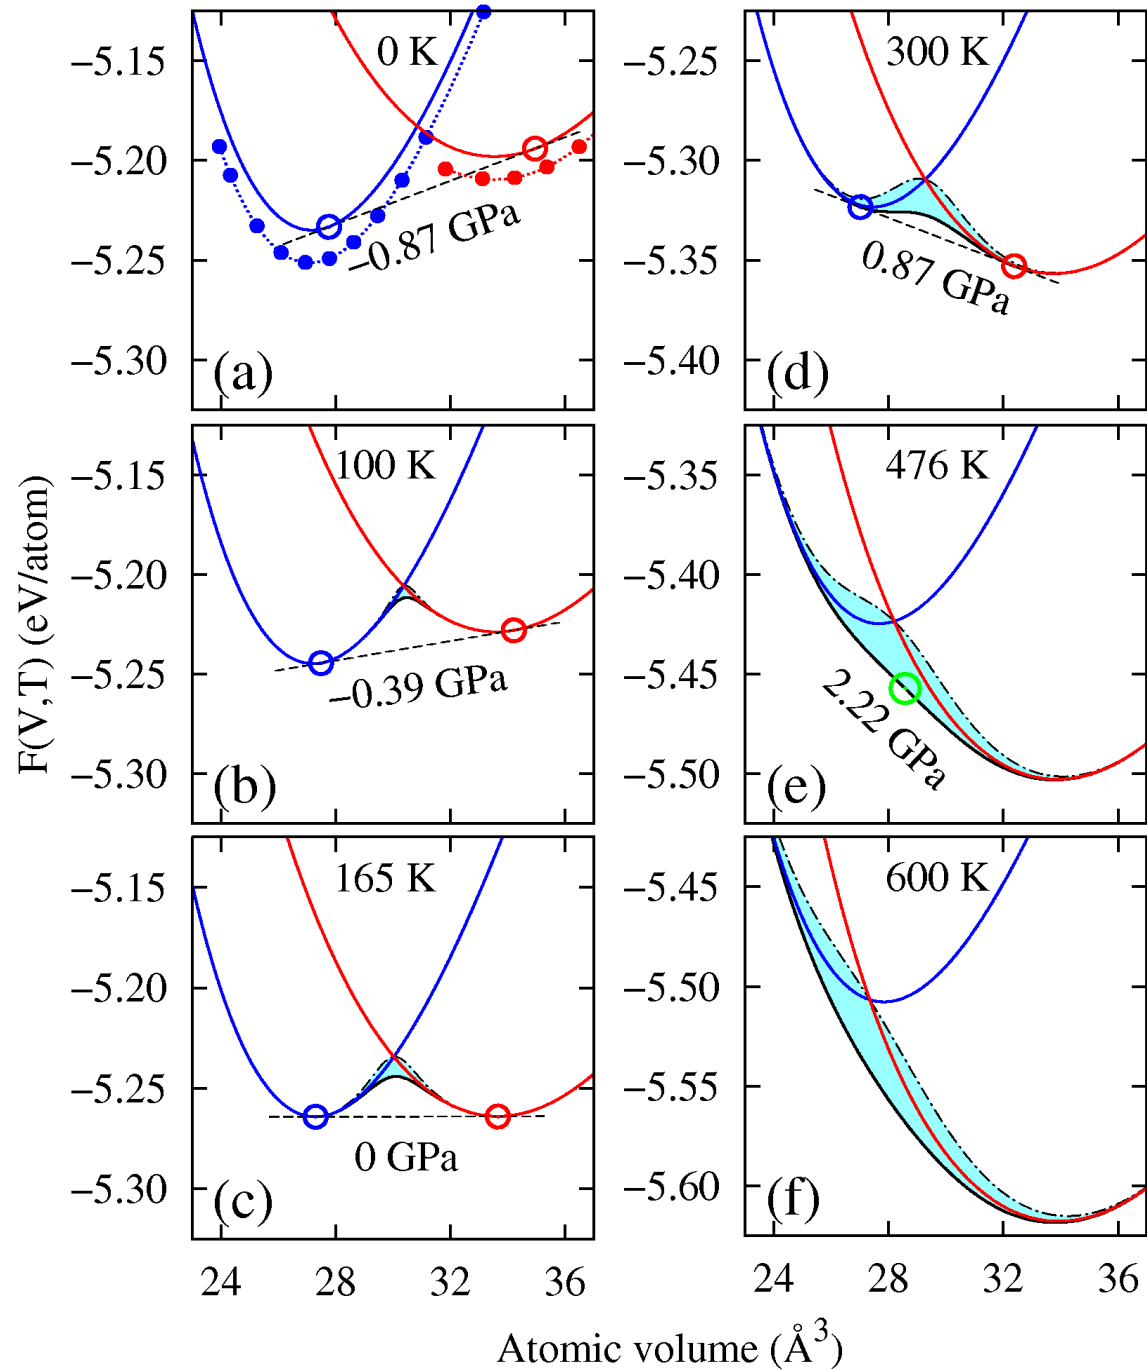 F(V,T) (eV/atom)
−5.15
−5.20
−5.25
−5.30
0 K
−0.87 GPa
(a)
−5.25
−5.30
−5.35
−5.40
300 K
0.87 GPa
(d)
−5.15
−5.20
−5.25
−5.30
100 K
−0.39 GPa
(b)
−5.35
−5.40
−5.45
−5.50
476 K
2.22 GPa
(e)
−5.15
−5.20
−5.25
−5.30
165 K
0 GPa
(c)
−5.45
−5.50
−5.55
−5.60
600 K
(f)
24 28 32 36
24 28 32 36
Atomic volume (Å³)